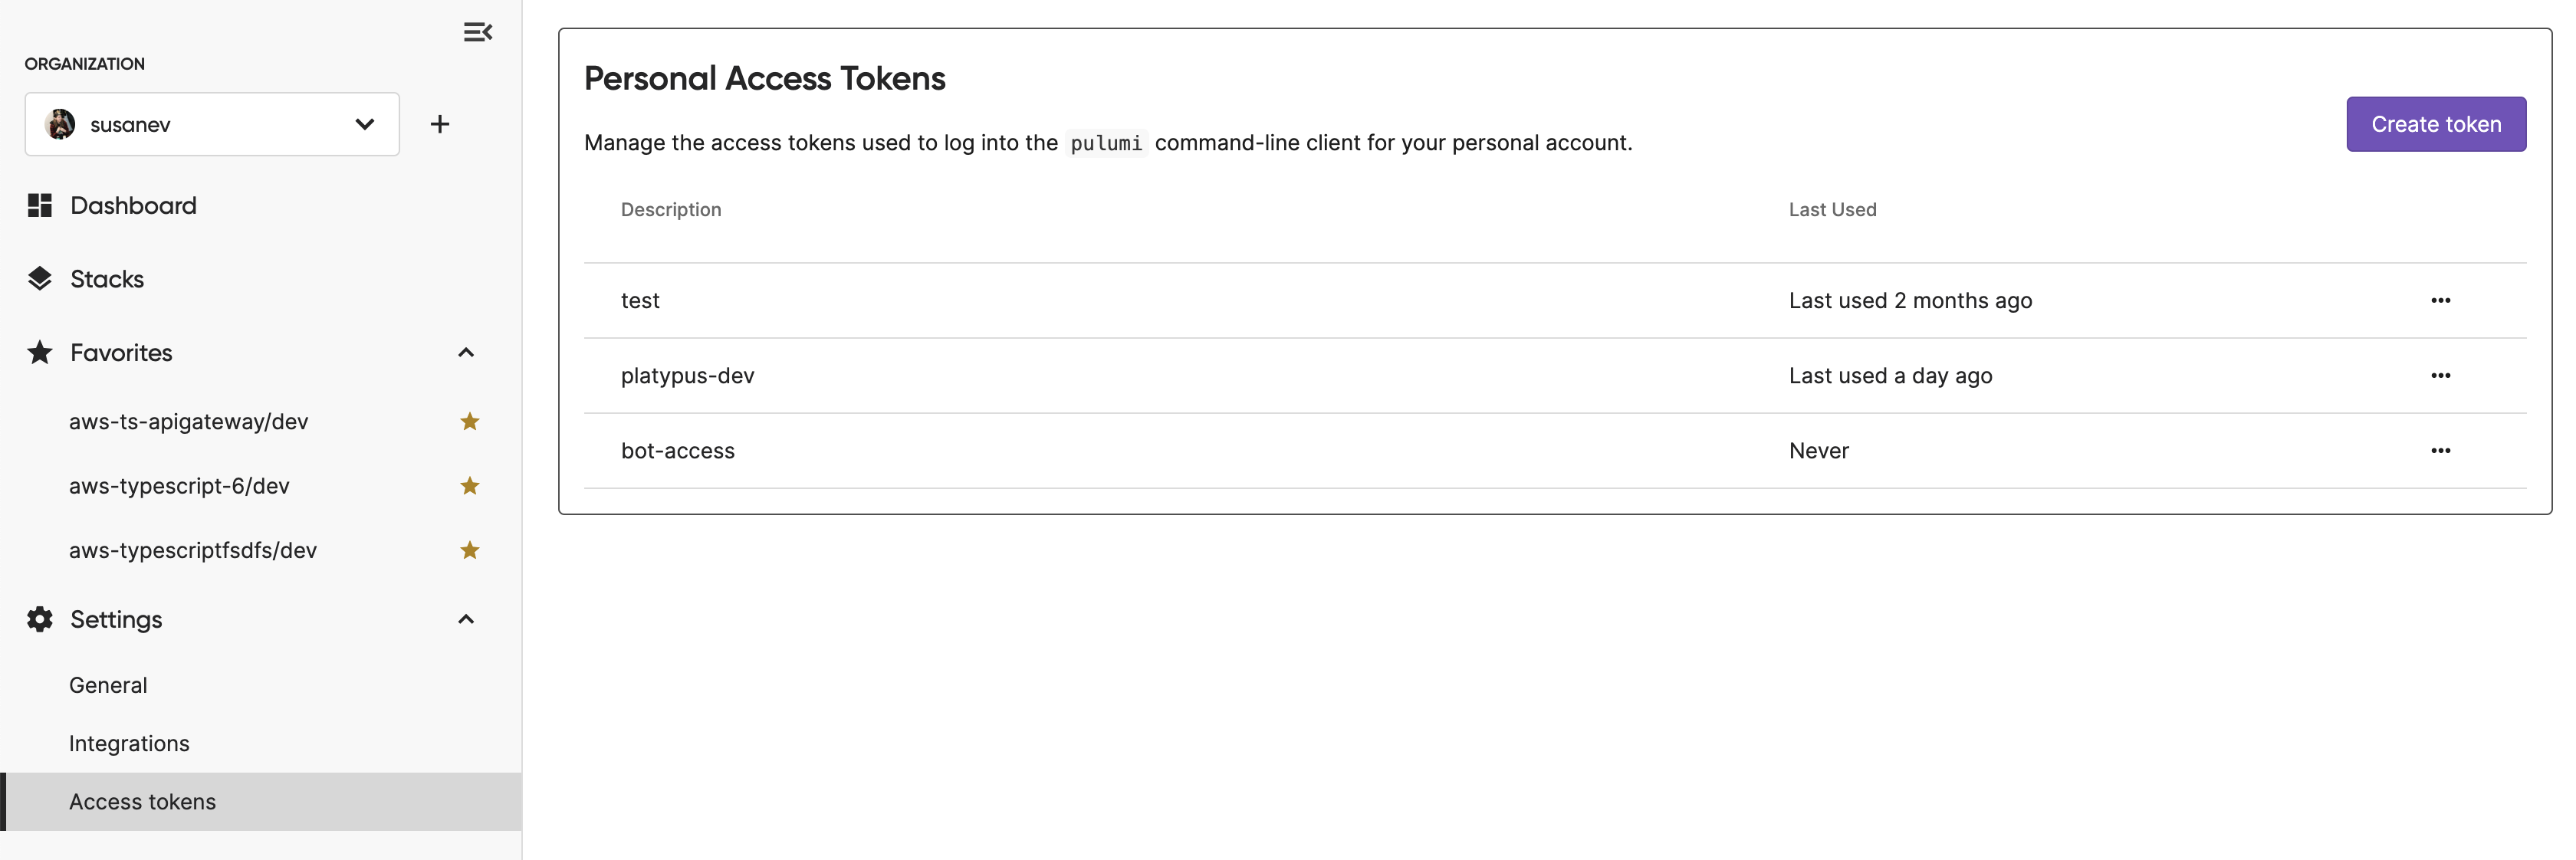 ORGANIZATION
susanev
Dashboard
Stacks
Favorites
aws-ts-apigateway/dev
aws-typescript-6/dev
aws-typescriptfsdfs/dev
Settings
General
Integrations
Access tokens
Personal Access Tokens
Manage the access tokens used to log into the pulumi command-line client for your personal account.
Create token
Description Last Used
test Last used 2 months ago
platypus-dev Last used a day ago
bot-access Never